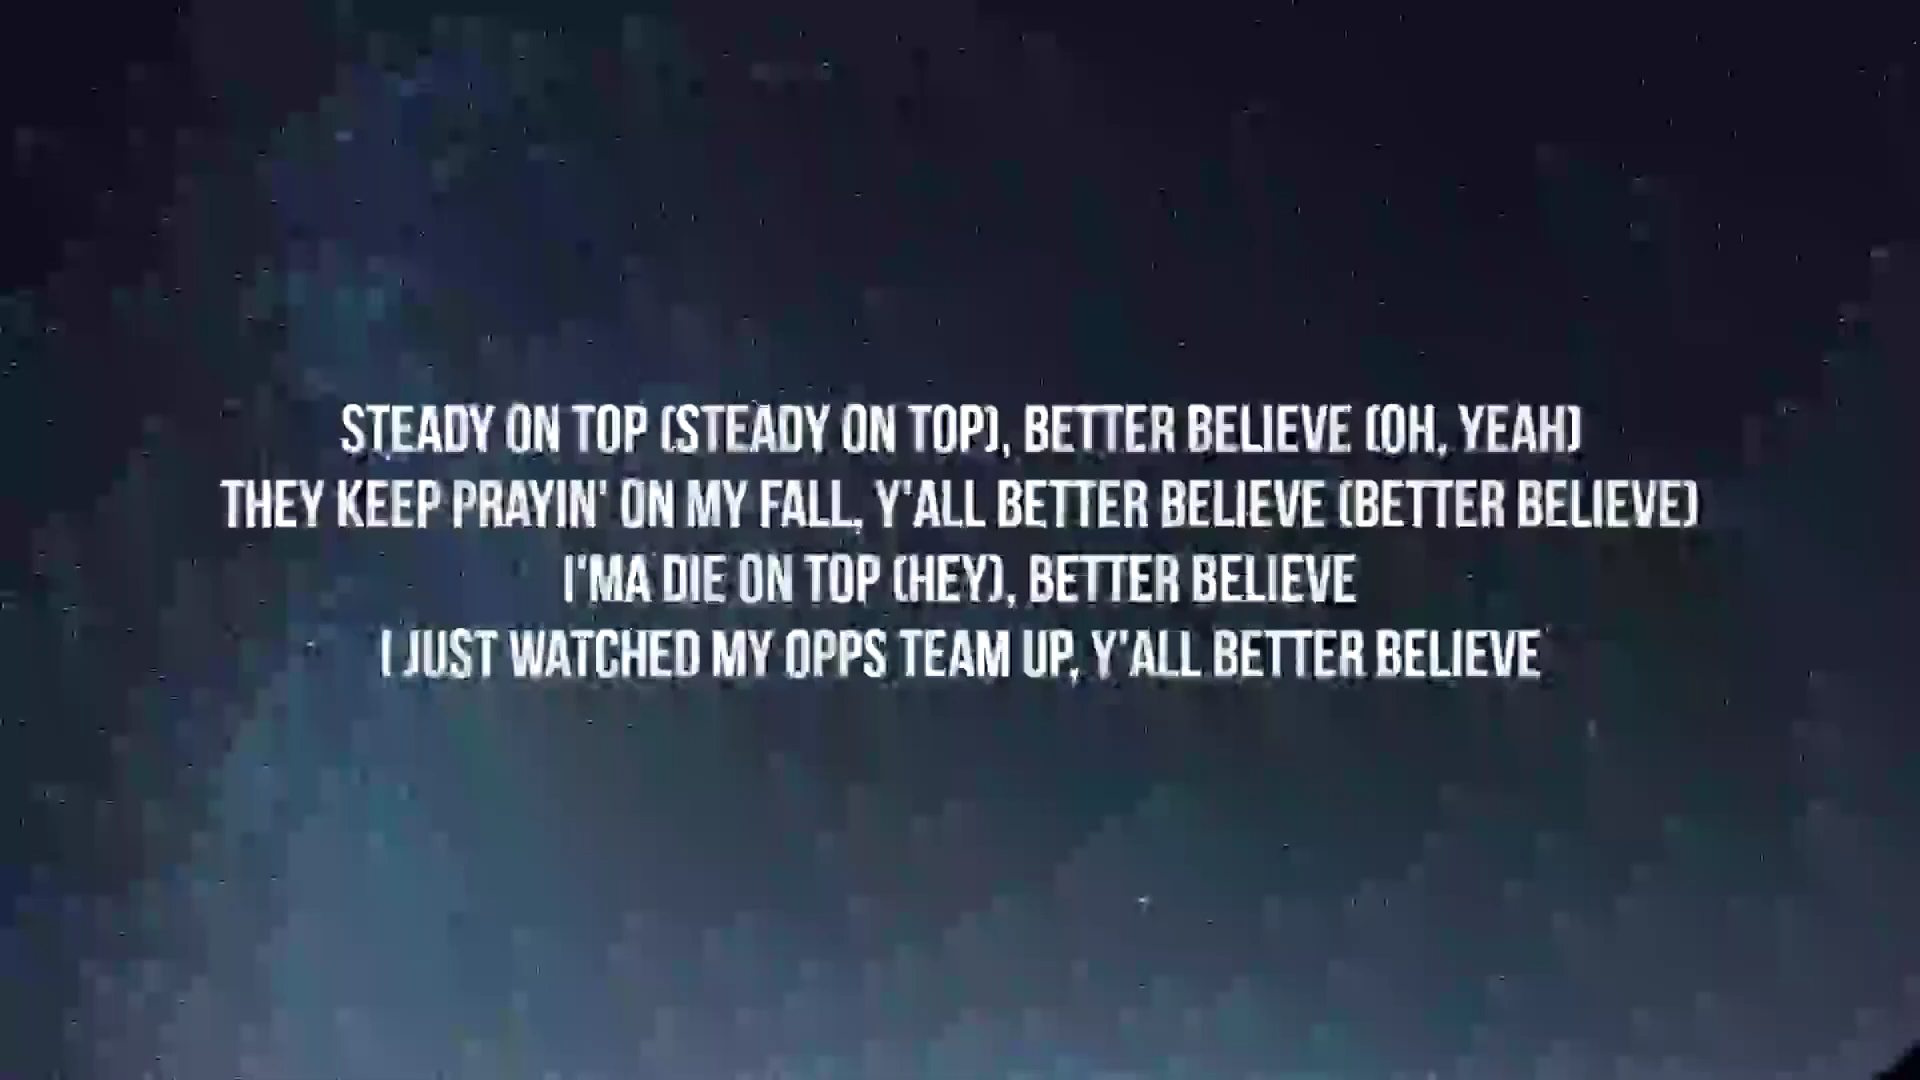 STEADY ON TOP (STEADY ON TOP), BETTER BELIEVE (OH, YEAH)
THEY KEEP PRAYIN' ON MY FALL, Y'ALL BETTER BELIEVE (BETTER BELIEVE)
I'MA DIE ON TOP (HEY), BETTER BELIEVE
I JUST WATCHED MY OPPS TEAM UP, Y'ALL BETTER BELIEVE